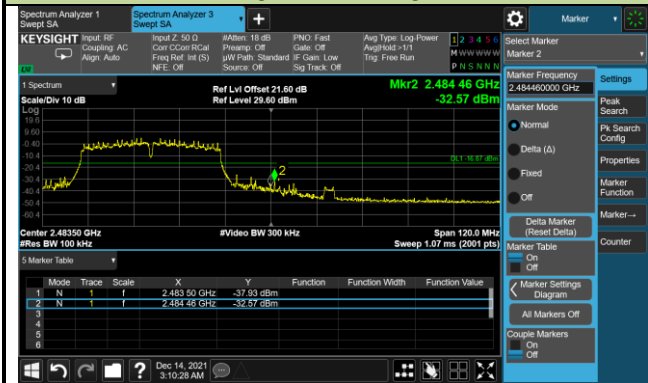 Spectrum Analyzer 1
Swept SA
Spectrum Analyzer 3
Swept SA
Marker
KEYSIGHT
Input: RF
Coupling: AC
Align: Auto
Input Z: 50 Ω
Corr CCorr RCal
Freq Ref: Int (S)
NFE: Off
#Atten: 18 dB
Preamp: Off
µW Path: Standard
Source: Off
PNO: Fast
Gate: Off
IF Gain: Low
Sig Track: Off
Avg Type: Log-Power
Avg|Hold:>1/1
Trig: Free Run
1 2 3 4 5 6
M W W W W W
P N S N N N
LW
Select Marker
Marker 2
1 Spectrum
Ref Lvl Offset 21.60 dB
Mkr2 2.484 46 GHz
Scale/Div 10 dB
Ref Level 29.60 dBm
-32.57 dBm
Log
19.6
9.60
-0.40
-10.4
-20.4
-30.4
-40.4
-50.4
-60.4
DL1 -16.87 dBm
2
Center 2.48350 GHz
#Video BW 300 kHz
Span 120.0 MHz
#Res BW 100 kHz
Sweep 1.07 ms (2001 pts)
5 Marker Table
Mode Trace Scale X Y Function Function Width Function Value
1 N 1 f 2.483 50 GHz -37.93 dBm
2 N 1 f 2.484 46 GHz -32.57 dBm
3
4
5
6
Marker Frequency
2.484460000 GHz
Marker Mode
Normal
Delta (Δ)
Fixed
Off
Delta Marker
(Reset Delta)
Marker Table
On
Off
Marker Settings
Diagram
All Markers Off
Couple Markers
On
Off
Settings
Peak
Search
Pk Search
Config
Properties
Marker
Function
Marker→
Counter
?
Dec 14, 2021
3:10:28 AM